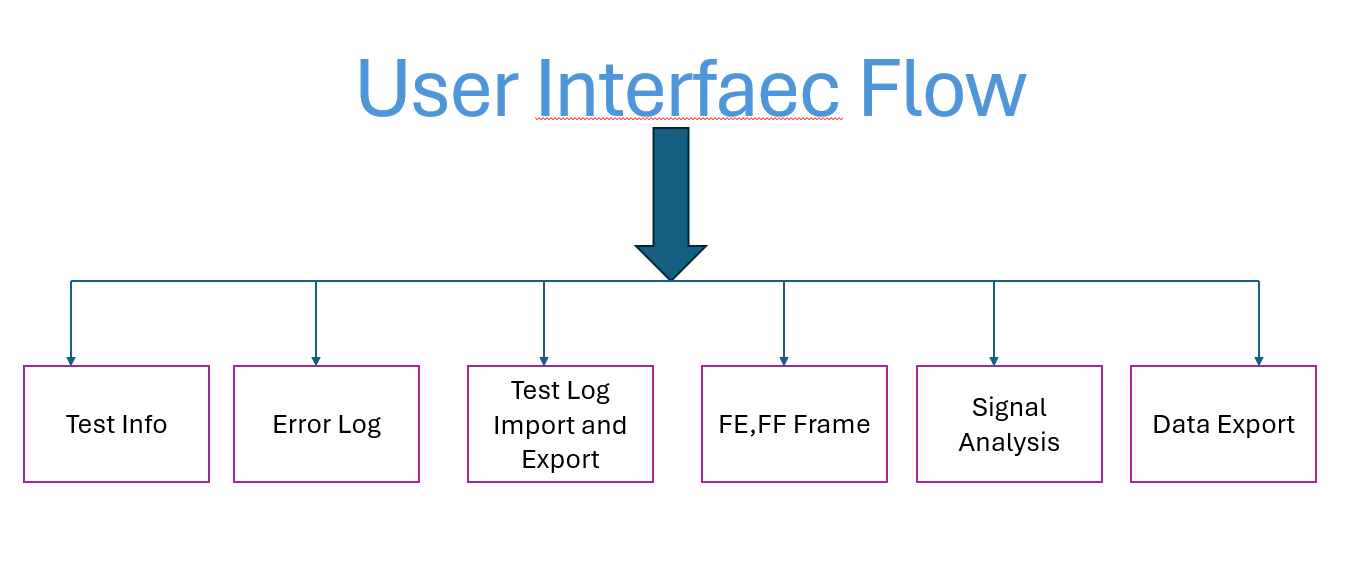 User Interfaec Flow
Test Info
Error Log
Test Log
Import and
Export
FE,FF Frame
Signal
Analysis
Data Export